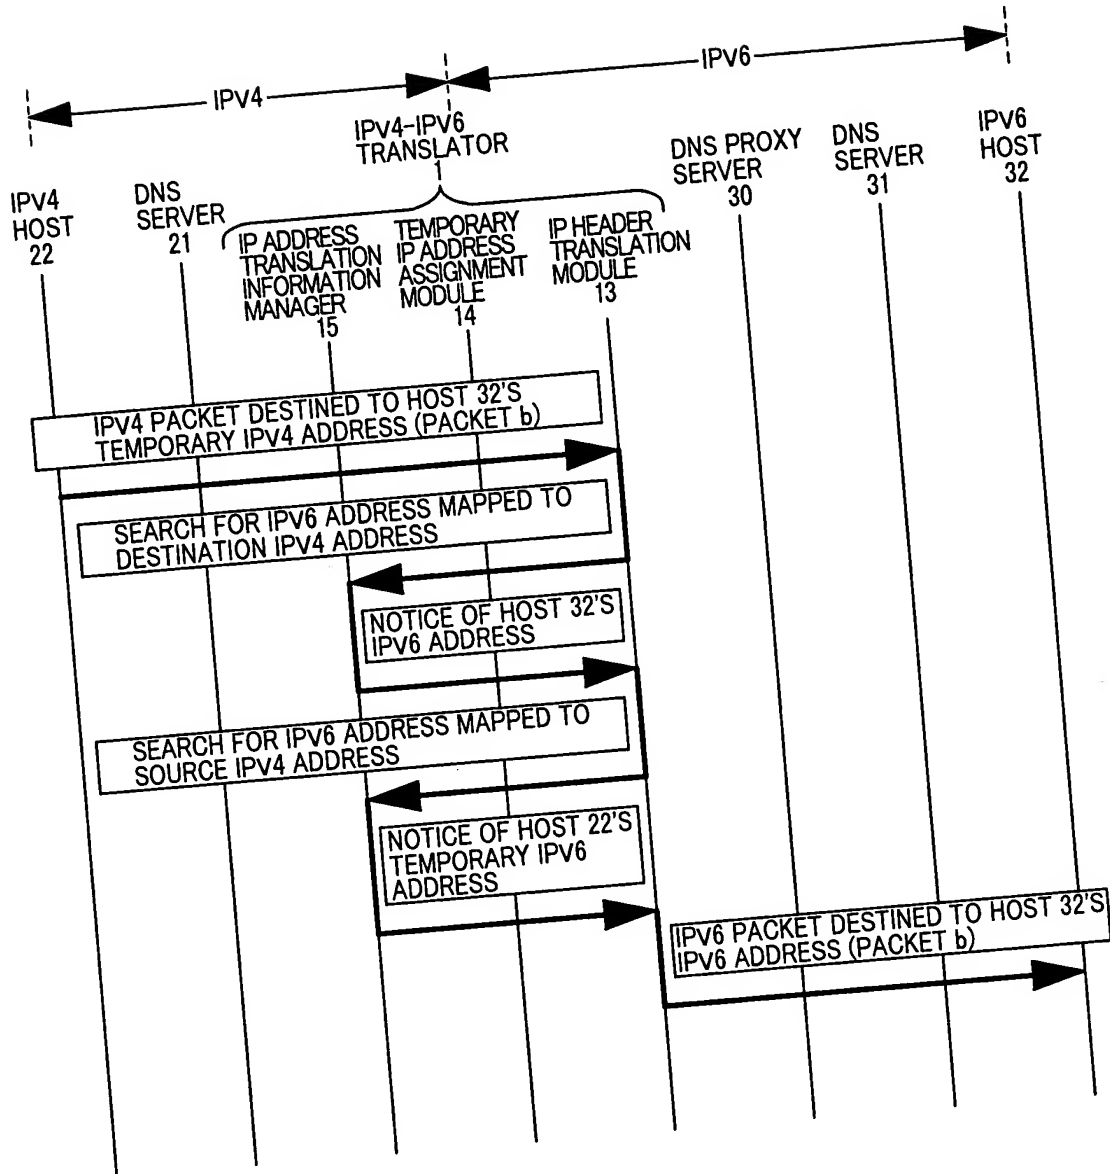 IPV4
IPV6
IPV4
HOST
22
DNS
SERVER
21
IPV4-IPV6
TRANSLATOR
1
IP ADDRESS
TRANSLATION
INFORMATION
MANAGER
15
TEMPORARY
IP ADDRESS
ASSIGNMENT
MODULE
14
IP HEADER
TRANSLATION
MODULE
13
DNS PROXY
SERVER
30
DNS
SERVER
31
IPV6
HOST
32
IPV4 PACKET DESTINED TO HOST 32'S
TEMPORARY IPV4 ADDRESS (PACKET b)
SEARCH FOR IPV6 ADDRESS MAPPED TO
DESTINATION IPV4 ADDRESS
NOTICE OF HOST 32'S
IPV6 ADDRESS
SEARCH FOR IPV6 ADDRESS MAPPED TO
SOURCE IPV4 ADDRESS
NOTICE OF HOST 22'S
TEMPORARY IPV6
ADDRESS
IPV6 PACKET DESTINED TO HOST 32'S
IPV6 ADDRESS (PACKET b)